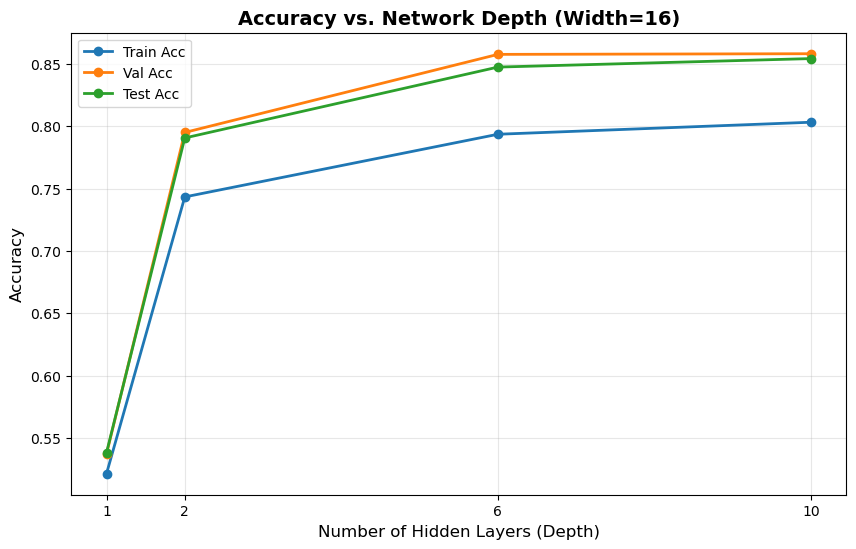 Accuracy vs. Network Depth (Width=16)
Train Acc
Val Acc
Test Acc
Accuracy
0.85
0.80
0.75
0.70
0.65
0.60
0.55
1 2 6 10
Number of Hidden Layers (Depth)